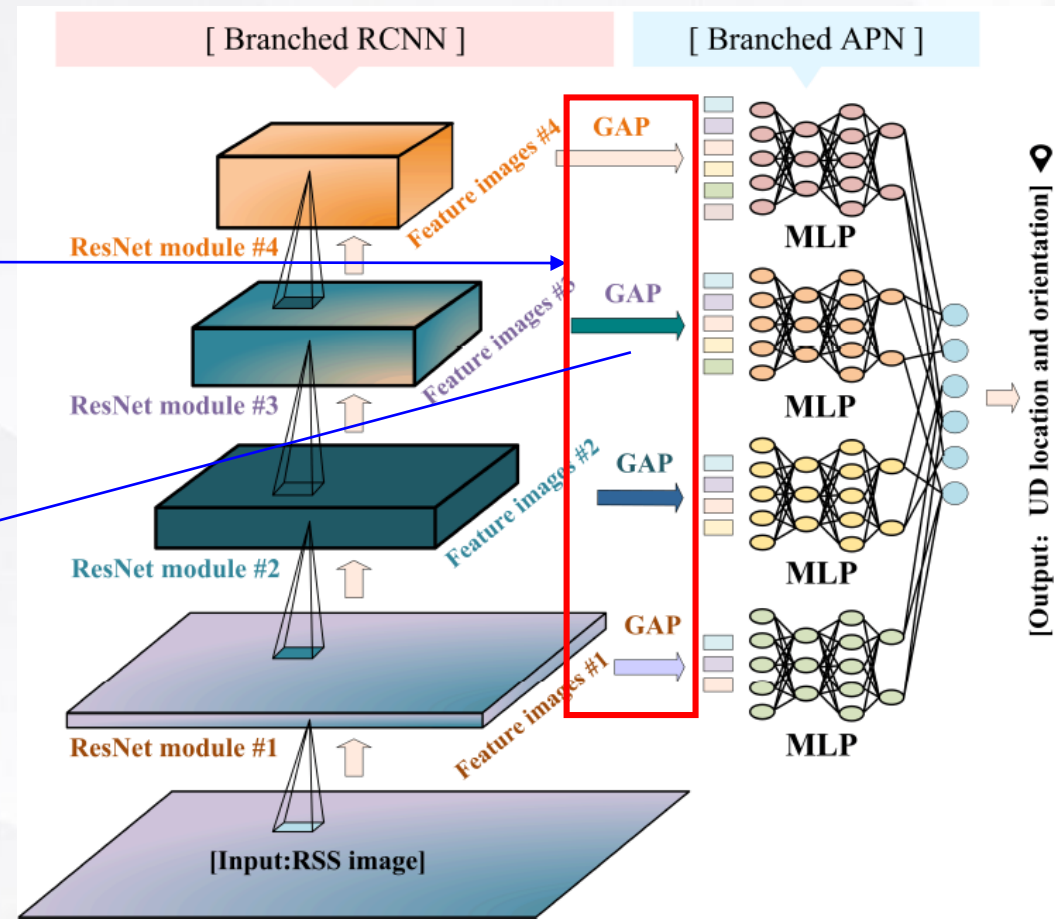 [ Branched RCNN ]
[ Branched APN ]
GAP
Feature images #4
MLP
ResNet module #4
GAP
Feature images #3
MLP
ResNet module #3
GAP
Feature images #2
MLP
ResNet module #2
GAP
Feature images #1
MLP
ResNet module #1
[Input:RSS image]
[Output: UD location and orientation]